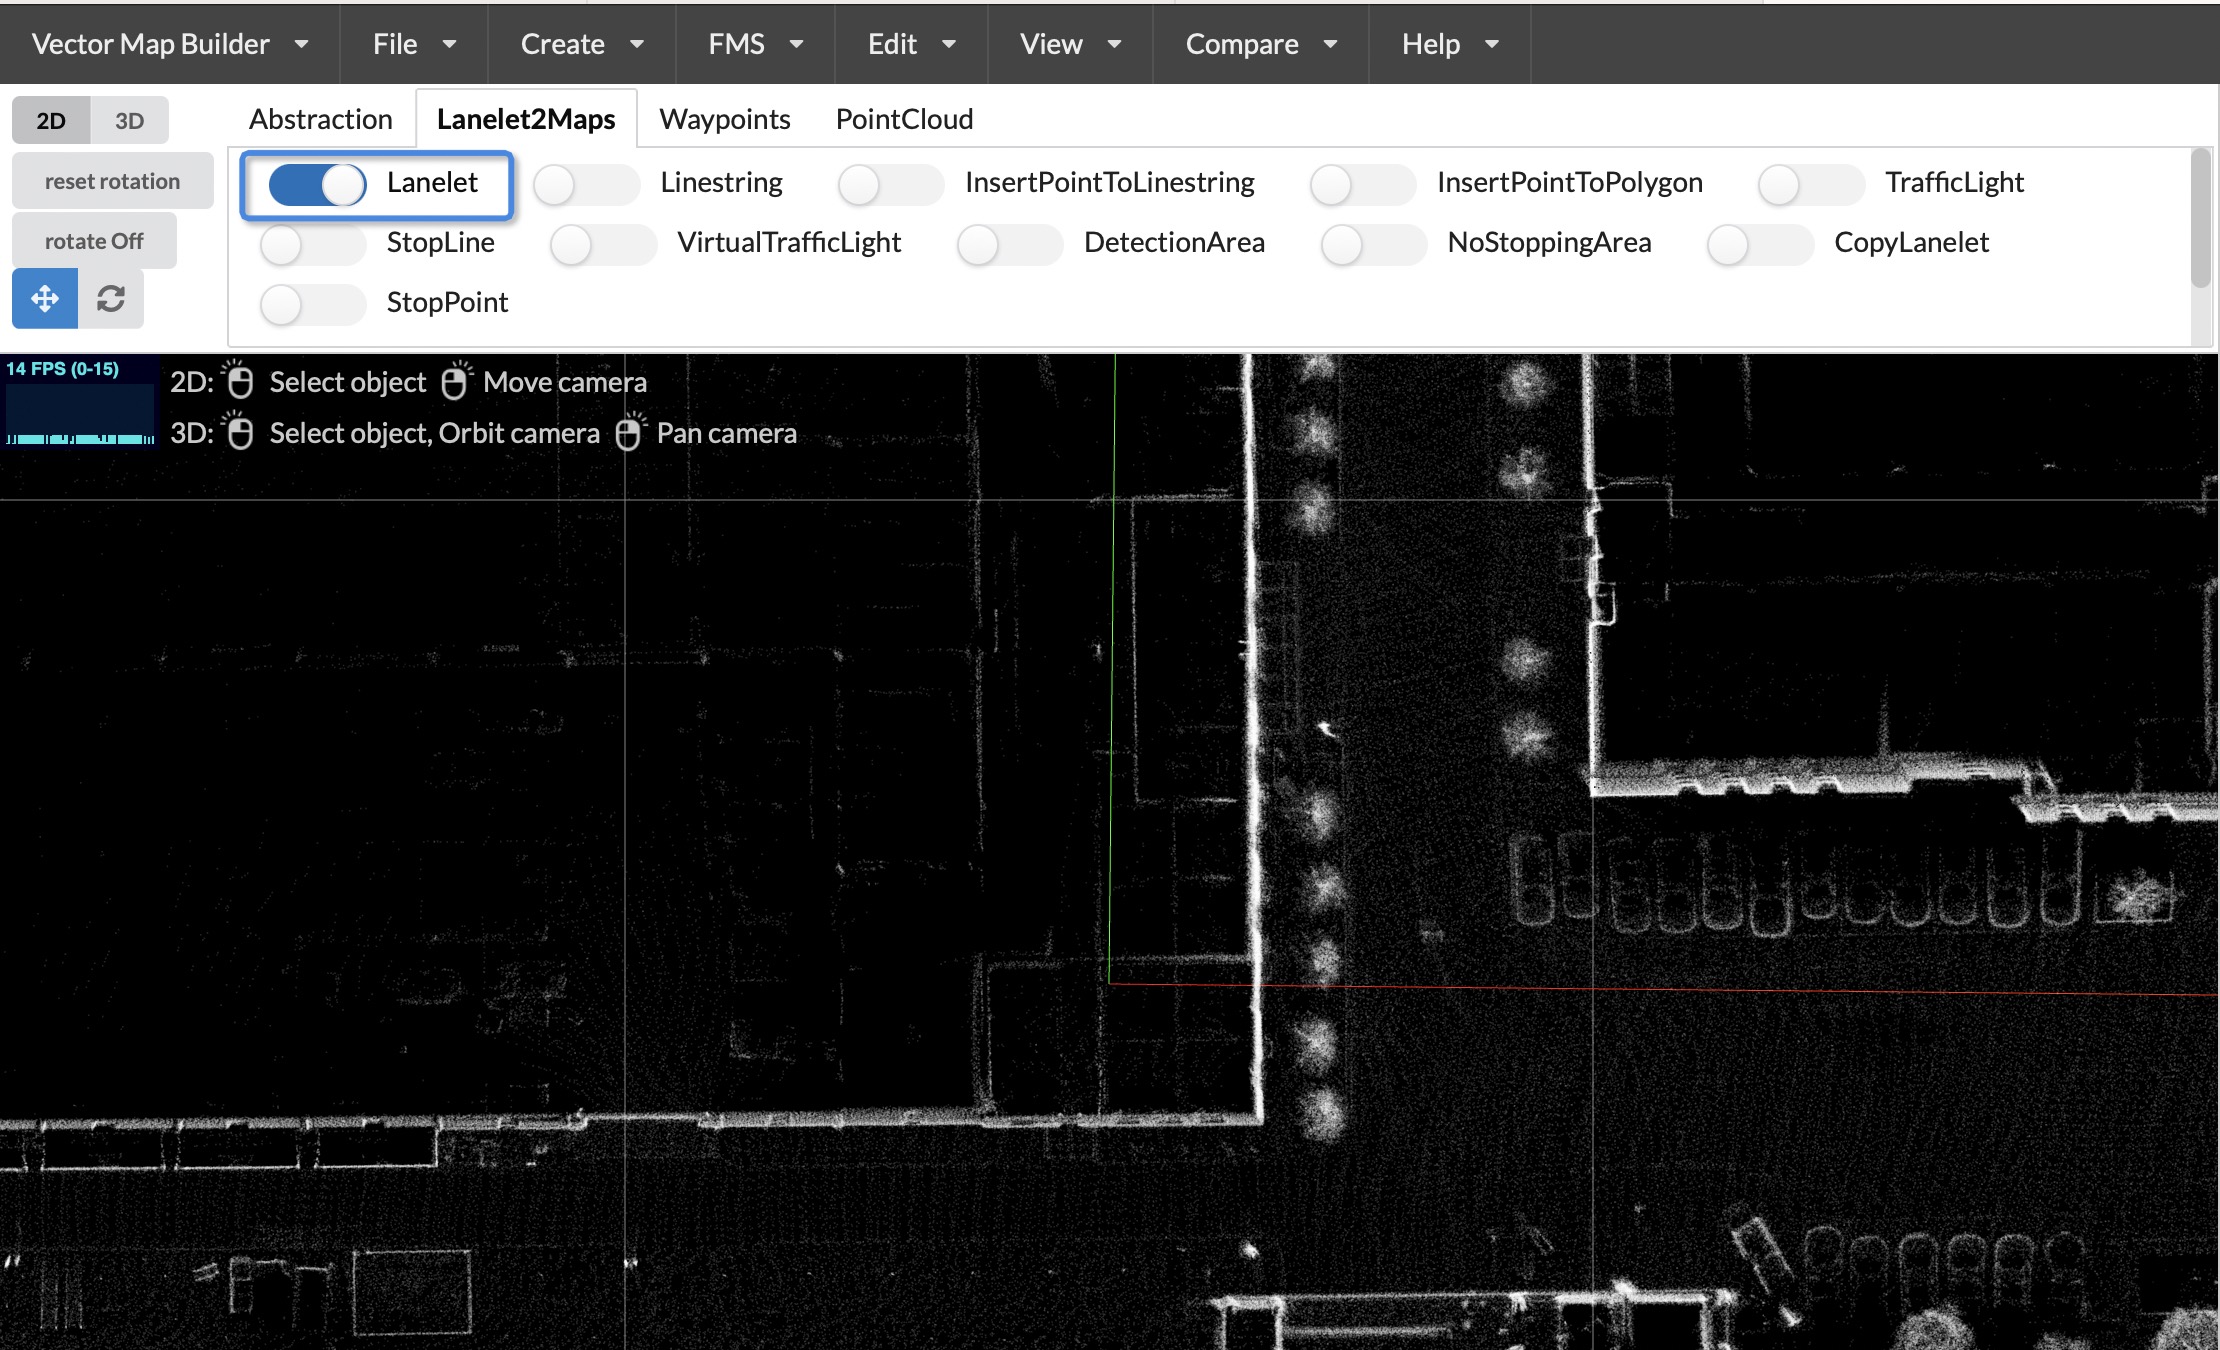 Vector Map Builder File Create FMS Edit View Compare Help
2D 3D Abstraction Lanelet2Maps Waypoints PointCloud
reset rotation Lanelet Linestring InsertPointToLinestring InsertPointToPolygon TrafficLight
rotate Off StopLine VirtualTrafficLight DetectionArea NoStoppingArea CopyLanelet
StopPoint
14 FPS (0-15)
2D: Select object Move camera
3D: Select object, Orbit camera Pan camera